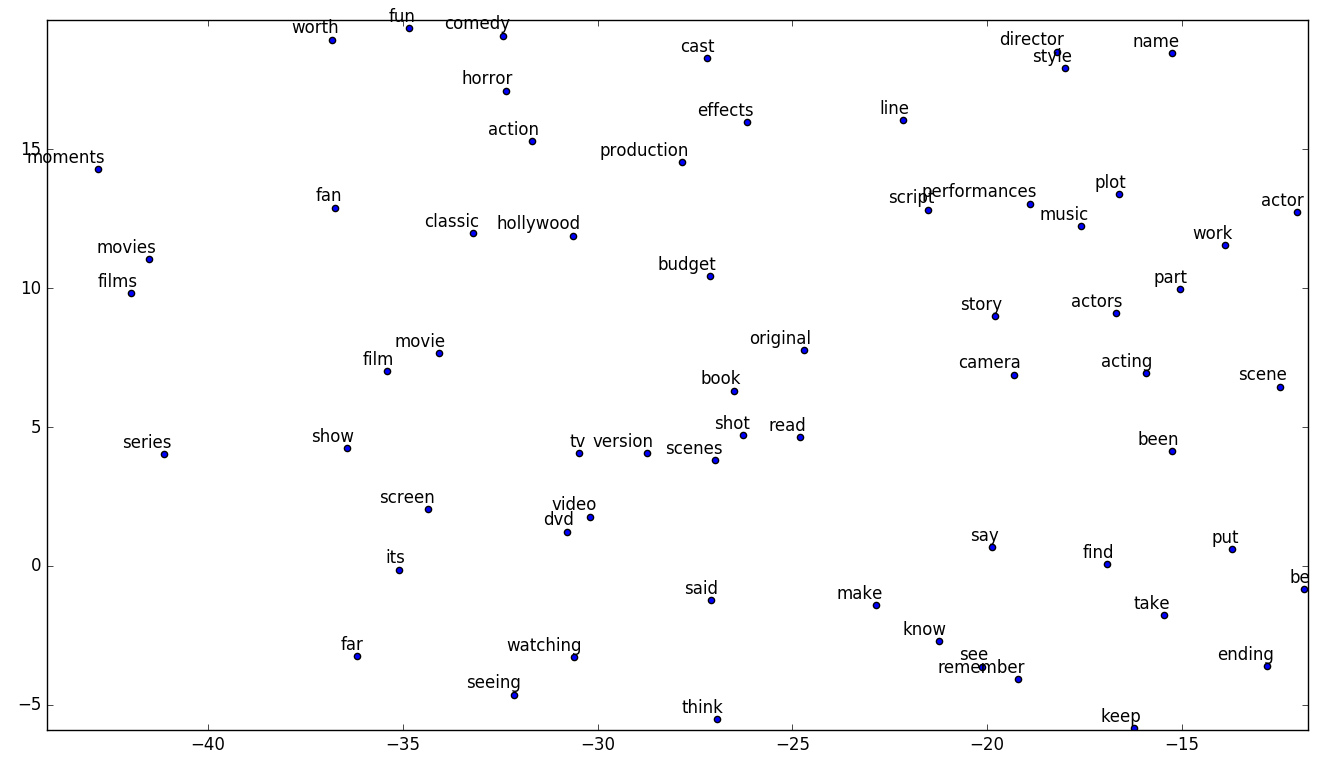 fun
worth
comedy
cast
director
name
style
horror
effects
line
action
15
production
moments
fan
script
performances
plot
actor
classic
hollywood
music
work
movies
films
10
budget
part
story
actors
movie
original
film
camera
acting
book
scene
5
series
show
tv
version
scenes
shot
read
been
screen
video
dvd
0
its
say
find
put
be
said
make
take
far
watching
know
see
remember
ending
seeing
−5
think
keep
−40
−35
−30
−25
−20
−15